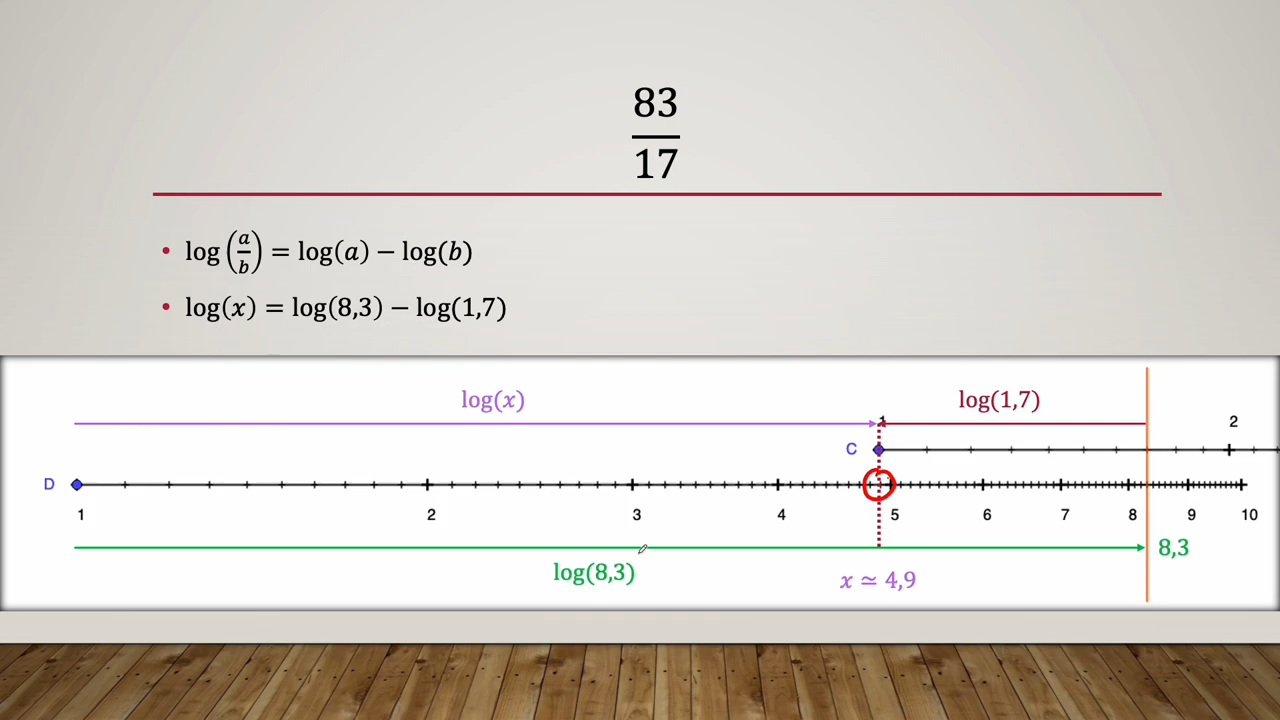 83
17
• log(a/b) = log(a) − log(b)
• log(x) = log(8,3) − log(1,7)
log(x) log(1,7)
1 2
C
D
1 2 3 4 5 6 7 8 9 10
8,3
log(8,3) x ≃ 4,9